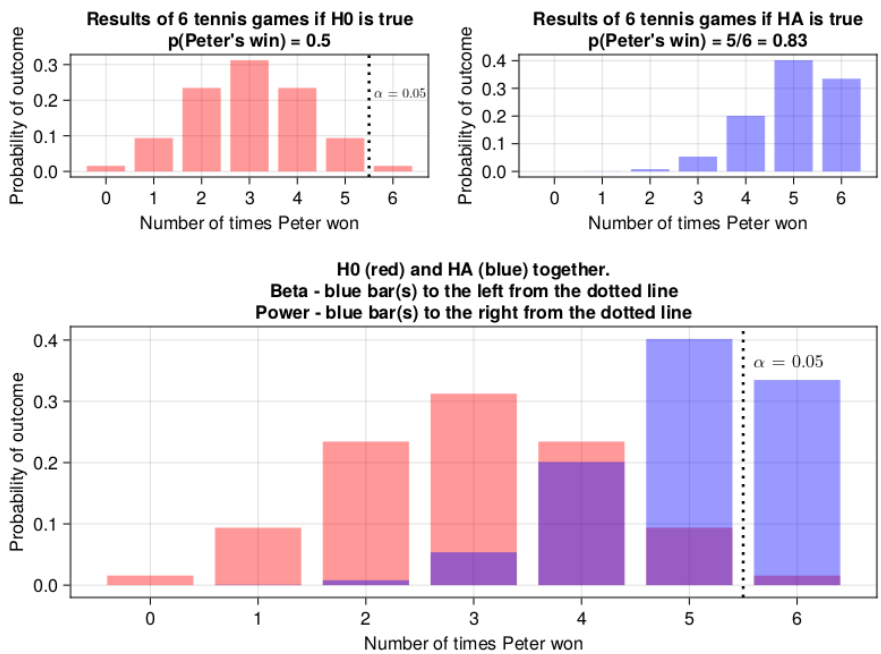 Results of 6 tennis games if H0 is true
p(Peter's win) = 0.5
Probability of outcome
0.3
0.2
0.1
0.0
α = 0.05
0 1 2 3 4 5 6
Number of times Peter won
Results of 6 tennis games if HA is true
p(Peter's win) = 5/6 = 0.83
Probability of outcome
0.4
0.3
0.2
0.1
0.0
0 1 2 3 4 5 6
Number of times Peter won
H0 (red) and HA (blue) together.
Beta - blue bar(s) to the left from the dotted line
Power - blue bar(s) to the right from the dotted line
Probability of outcome
0.4
0.3
0.2
0.1
0.0
α = 0.05
0 1 2 3 4 5 6
Number of times Peter won